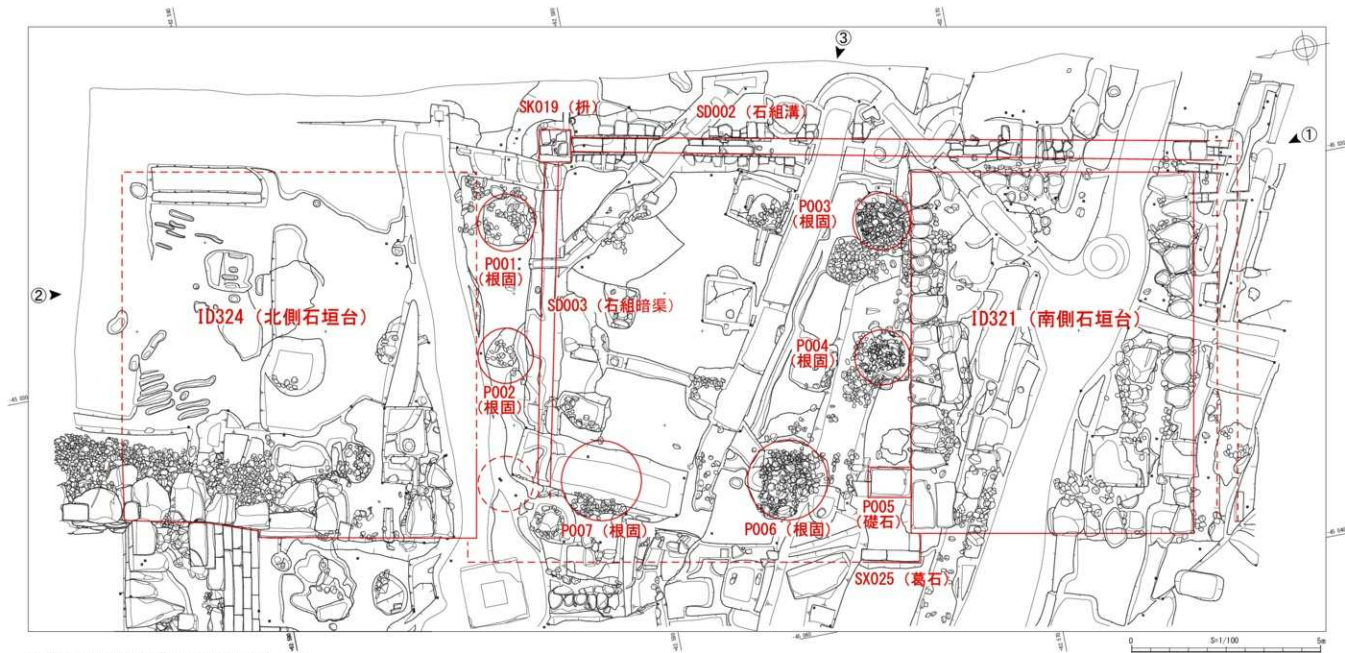 ③
SK019（枡）
SD002（石組溝）
①
P003
（根固）
P001
（根固）
②
SD003（石組暗渠）
ID324（北側石垣台）
ID321（南側石垣台）
P004
（根固）
P002
（根固）
P005
（礎石）
P007（根固）
P006（根固）
SX025（葛石）
0
S=1/100
5m